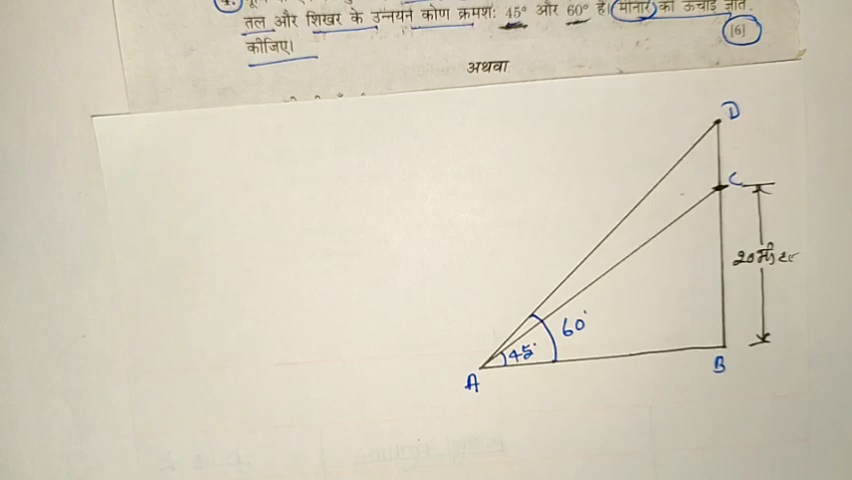 तल और शिखर के उन्नयन कोण क्रमश: 45° और 60° है। मीनार की ऊँचाई ज्ञात
कीजिए।
[6]
अथवा
D
C
20 मीटर
60°
45°
A
B